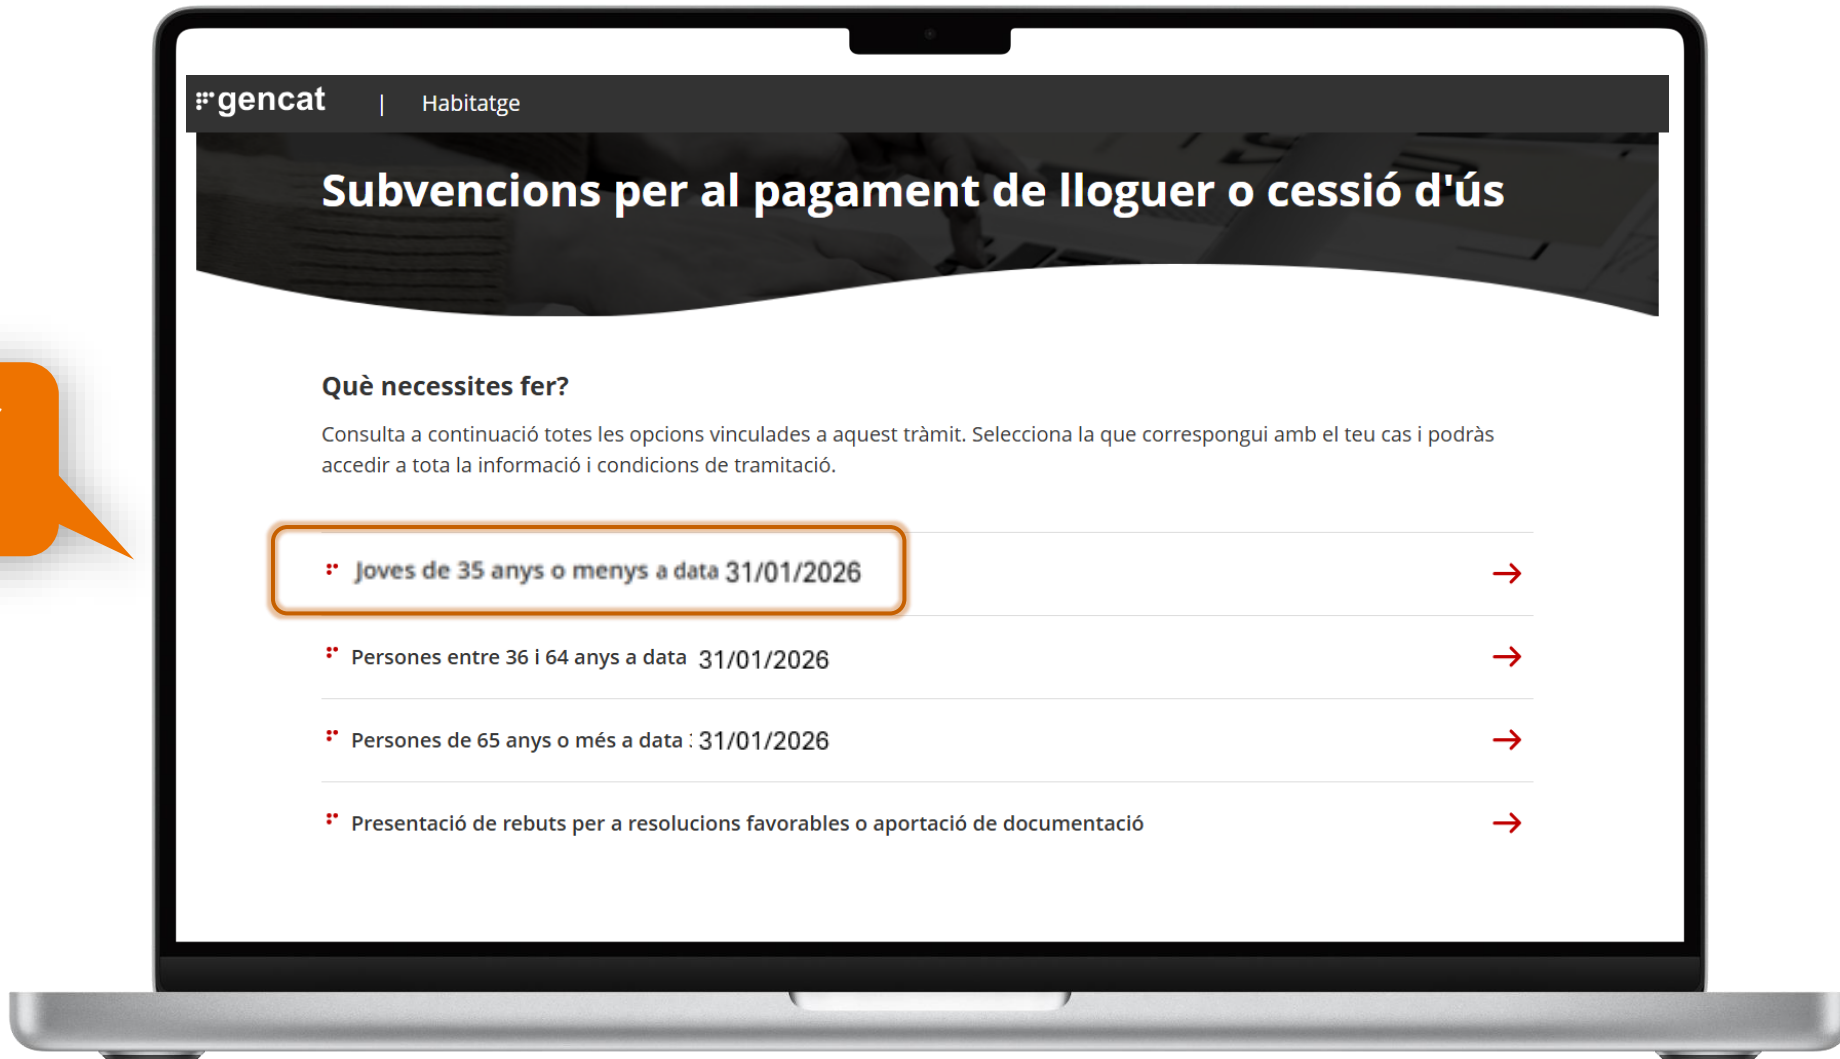 gencat | Habitatge
Subvencions per al pagament de lloguer o cessió d'ús
Què necessites fer?
Consulta a continuació totes les opcions vinculades a aquest tràmit. Selecciona la que correspongui amb el teu cas i podràs
accedir a tota la informació i condicions de tramitació.
Joves de 35 anys o menys a data 31/01/2026
Persones entre 36 i 64 anys a data 31/01/2026
Persones de 65 anys o més a data 31/01/2026
Presentació de rebuts per a resolucions favorables o aportació de documentació